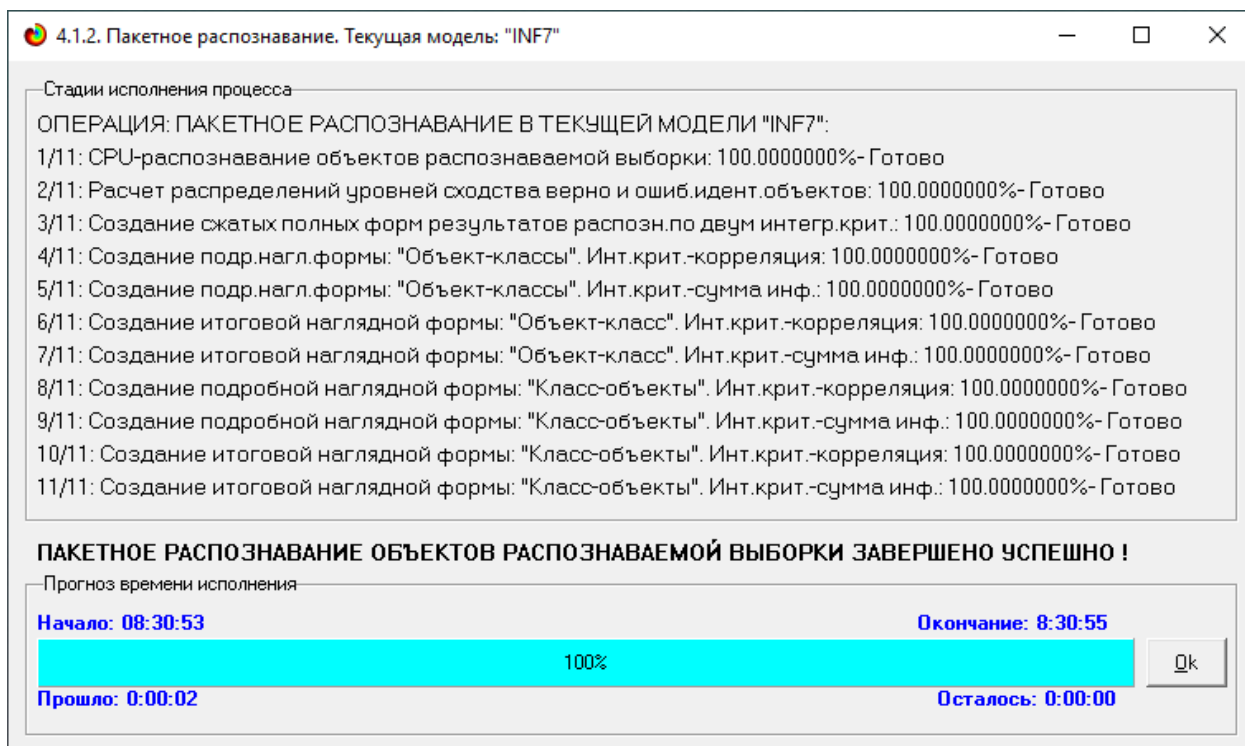 4.1.2. Пакетное распознавание. Текущая модель: "INF7"
Стадии исполнения процесса
ОПЕРАЦИЯ: ПАКЕТНОЕ РАСПОЗНАВАНИЕ В ТЕКУЩЕЙ МОДЕЛИ "INF7":
1/11: CPU-распознавание объектов распознаваемой выборки: 100.0000000%- Готово
2/11: Расчет распределений уровней сходства верно и ошиб.идент.объектов: 100.0000000%- Готово
3/11: Создание сжатых полных форм результатов распозн.по двум интегр.крит.: 100.0000000%- Готово
4/11: Создание подр.нагл.формы: "Объект-классы". Инт.крит.-корреляция: 100.0000000%- Готово
5/11: Создание подр.нагл.формы: "Объект-классы". Инт.крит.-сумма инф.: 100.0000000%- Готово
6/11: Создание итоговой наглядной формы: "Объект-класс". Инт.крит.-корреляция: 100.0000000%- Готово
7/11: Создание итоговой наглядной формы: "Объект-класс". Инт.крит.-сумма инф.: 100.0000000%- Готово
8/11: Создание подробной наглядной формы: "Класс-объекты". Инт.крит.-корреляция: 100.0000000%- Готово
9/11: Создание подробной наглядной формы: "Класс-объекты". Инт.крит.-сумма инф.: 100.0000000%- Готово
10/11: Создание итоговой наглядной формы: "Класс-объекты". Инт.крит.-корреляция: 100.0000000%- Готово
11/11: Создание итоговой наглядной формы: "Класс-объекты". Инт.крит.-сумма инф.: 100.0000000%- Готово
ПАКЕТНОЕ РАСПОЗНАВАНИЕ ОБЪЕКТОВ РАСПОЗНАВАЕМОЙ ВЫБОРКИ ЗАВЕРШЕНО УСПЕШНО !
Прогноз времени исполнения
Начало: 08:30:53 Окончание: 8:30:55
100% Ok
Прошло: 0:00:02 Осталось: 0:00:00